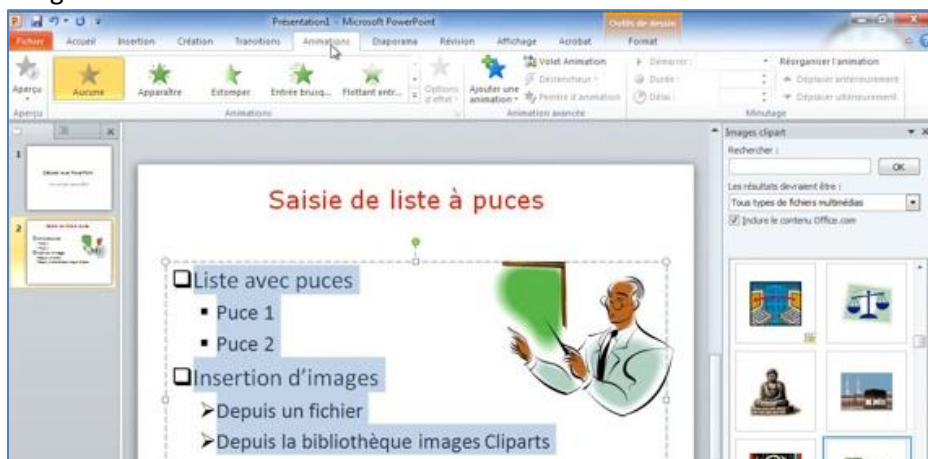 Présentation1 - Microsoft PowerPoint
Outils de dessin
Fichier Accueil Insertion Création Transitions Animations Diaporama Révision Affichage Acrobat Format
Aperçu
Aucune
Apparaître
Estomper
Entrée brusq...
Flottant entr...
Options d'effet
Ajouter une animation
Volet Animation
Déclencheur
Peintre d'animation
Démarrer :
Durée :
Délai :
Réorganiser l'animation
Déplacer antérieurement
Déplacer ultérieurement
Aperçu
Animations
Animation avancée
Minutage
1
2
Saisie de liste à puces
Liste avec puces
Puce 1
Puce 2
Insertion d'images
Depuis un fichier
Depuis la bibliothèque images Cliparts
Images clipart
Rechercher :
OK
Les résultats devraient être :
Tous types de fichiers multimédias
Inclure le contenu Office.com